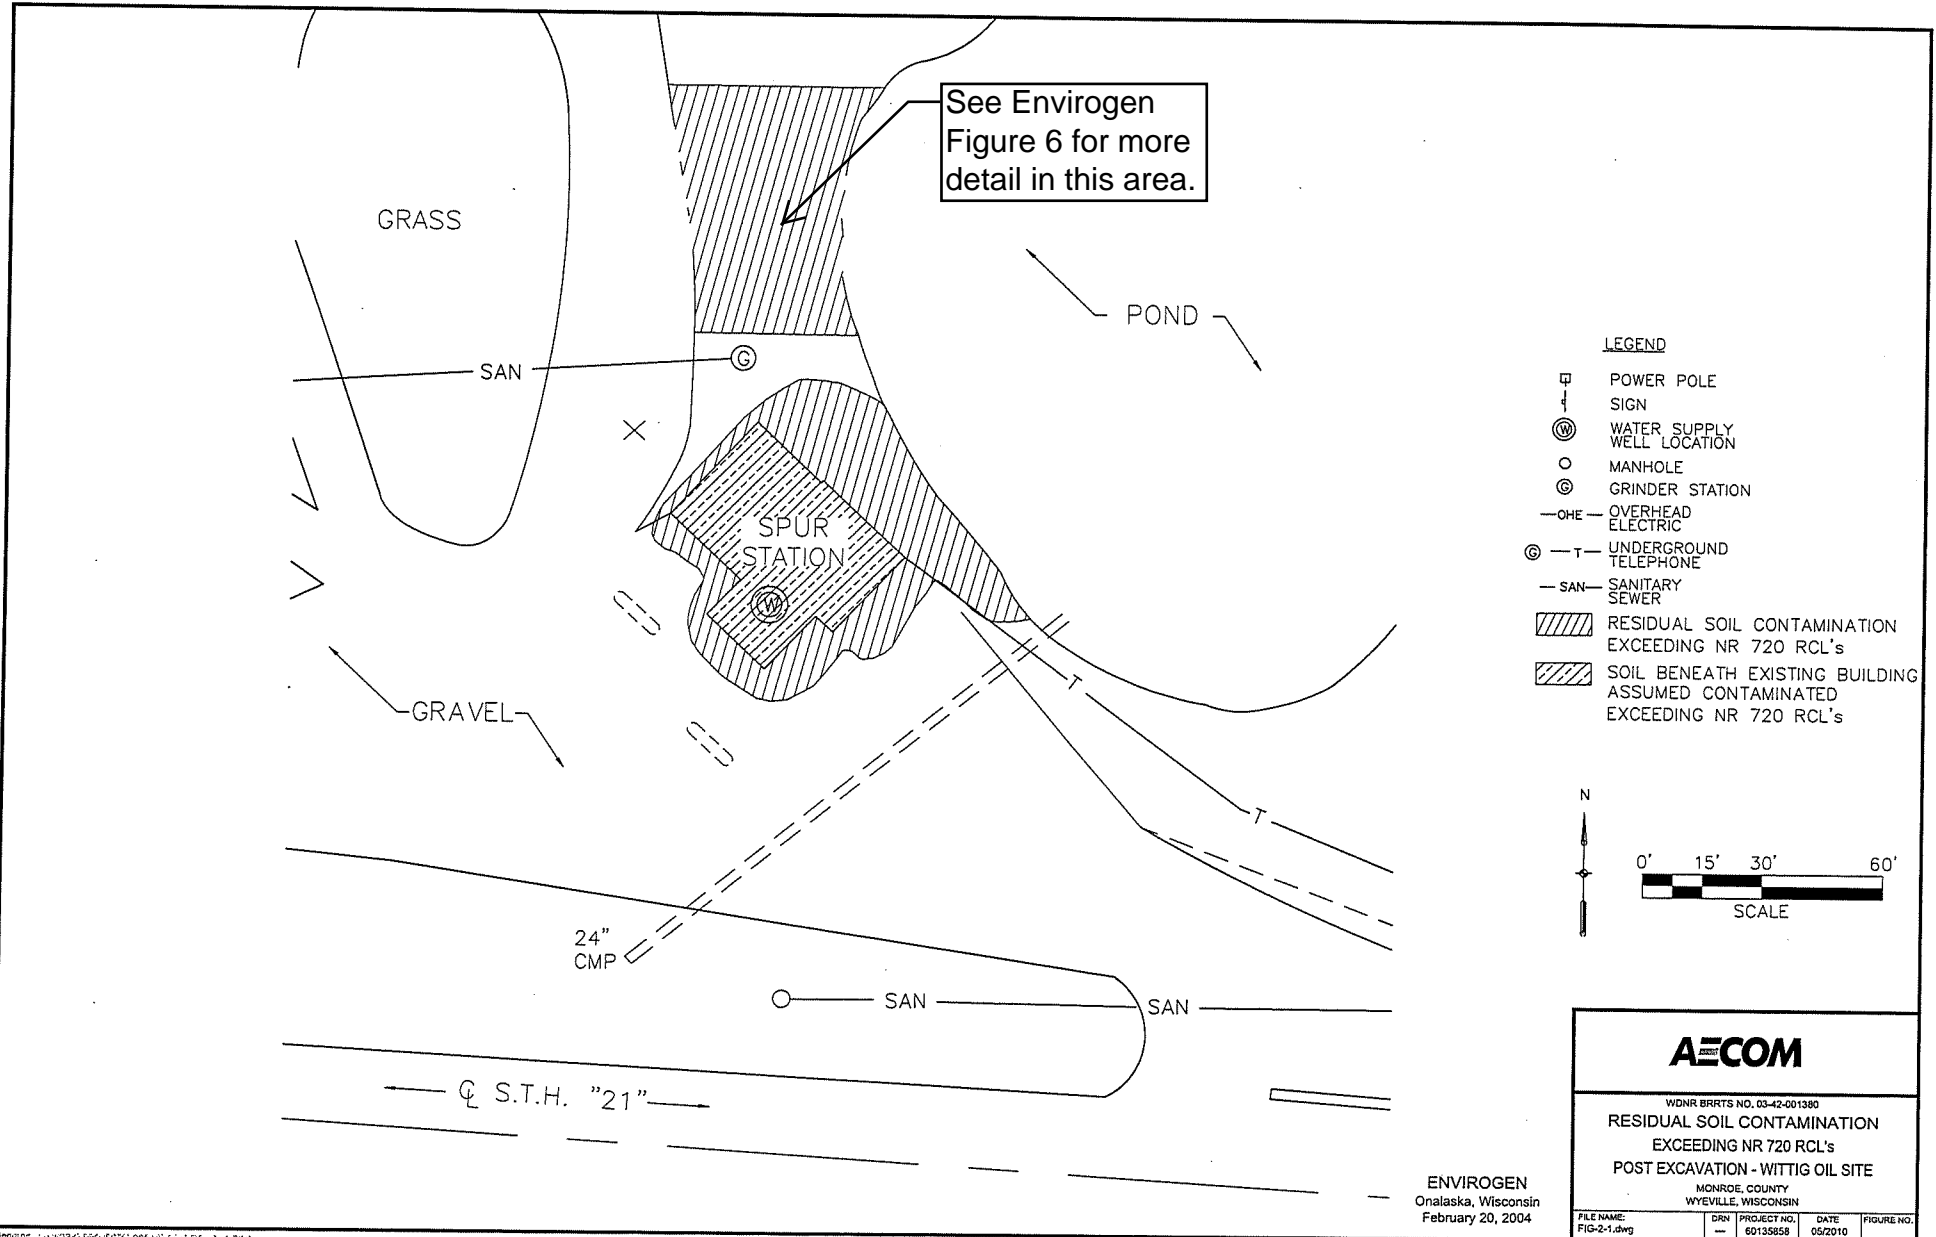 See Envirogen
Figure 6 for more
detail in this area.
GRASS
POND
SAN
G
SPUR
STATION
W
GRAVEL
T
T
24"
CMP
SAN
SAN
℄ S.T.H. "21"
LEGEND
POWER POLE
SIGN
W WATER SUPPLY
WELL LOCATION
MANHOLE
G GRINDER STATION
OHE OVERHEAD
ELECTRIC
G T UNDERGROUND
TELEPHONE
SAN SANITARY
SEWER
RESIDUAL SOIL CONTAMINATION
EXCEEDING NR 720 RCL's
SOIL BENEATH EXISTING BUILDING
ASSUMED CONTAMINATED
EXCEEDING NR 720 RCL's
N
0' 15' 30' 60'
SCALE
ENVIROGEN
Onalaska, Wisconsin
February 20, 2004
AECOM
WDNR BRRTS NO. 03-42-001380
RESIDUAL SOIL CONTAMINATION
EXCEEDING NR 720 RCL's
POST EXCAVATION - WITTIG OIL SITE
MONROE, COUNTY
WYEVILLE, WISCONSIN
FILE NAME: DRN PROJECT NO. DATE FIGURE NO.
FIG-2-1.dwg — 60135858 05/2010